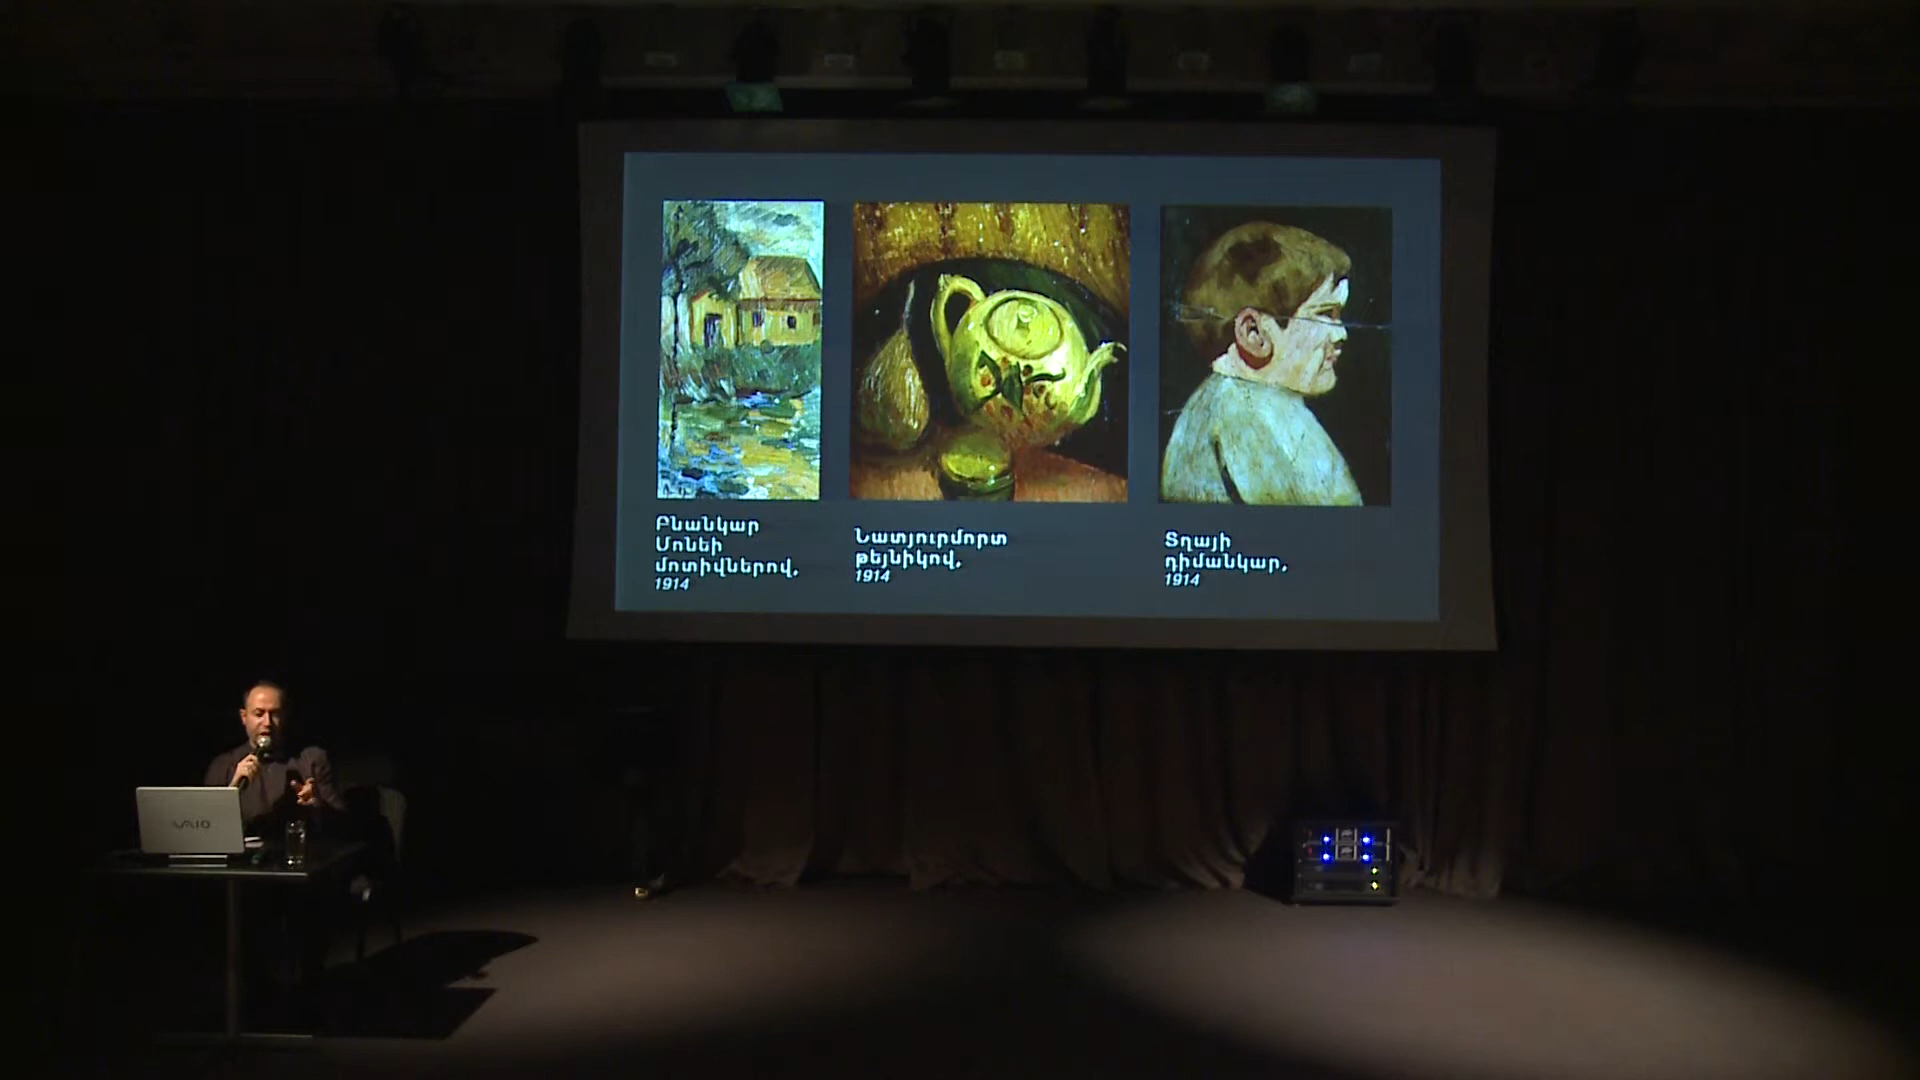 Բնանկար
Մոնեի
մոտիվներով,
1914
Նատյուրմորտ
թեյնիկով,
1914
Տղայի
դիմանկար,
1914
VAIO